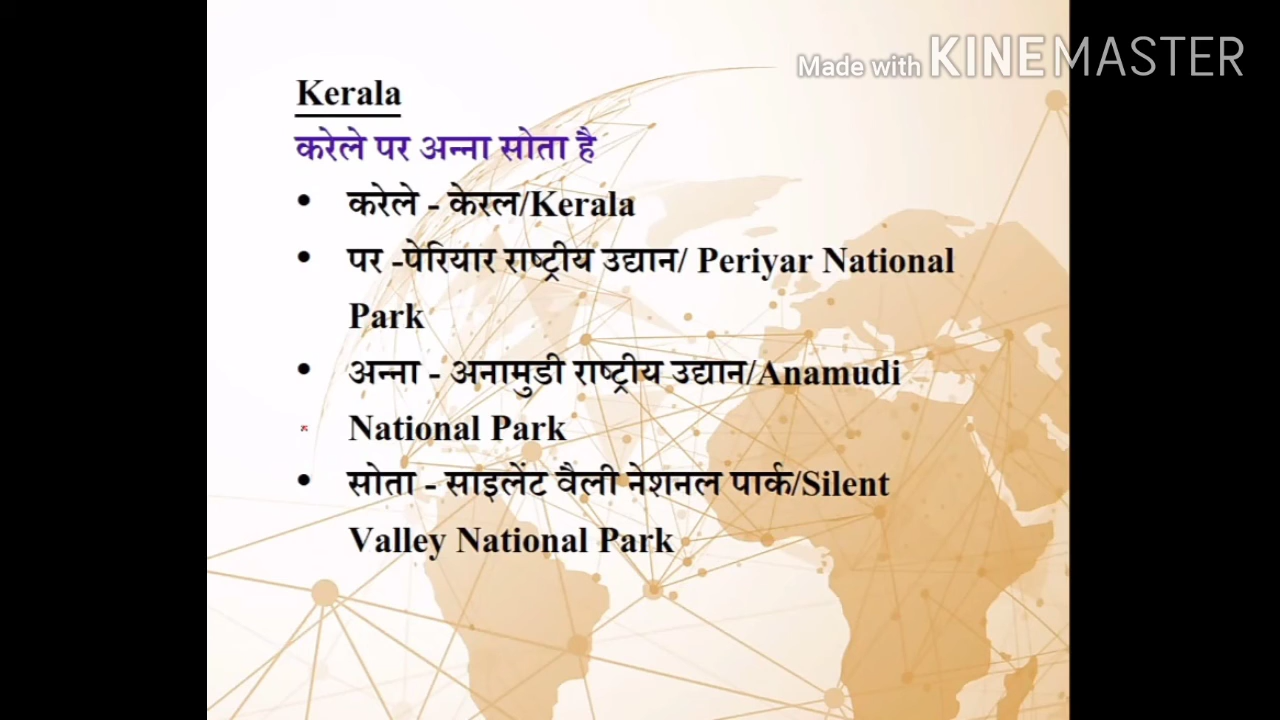 Made with KINEMASTER
Kerala
करेले पर अन्ना सोता है
• करेले - केरल/Kerala
• पर -पेरियार राष्ट्रीय उद्यान/ Periyar National
Park
• अन्ना - अनामुडी राष्ट्रीय उद्यान/Anamudi
National Park
• सोता - साइलेंट वैली नेशनल पार्क/Silent
Valley National Park